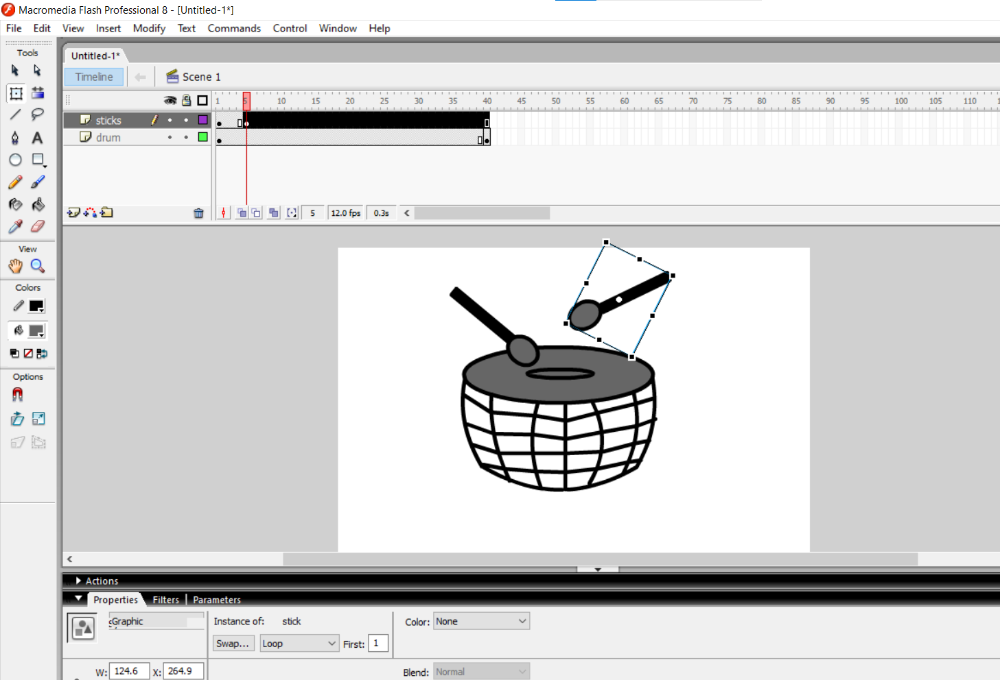 Macromedia Flash Professional 8 - [Untitled-1*]
File Edit View Insert Modify Text Commands Control Window Help
Tools
Untitled-1*
Timeline
Scene 1
1 5 10 15 20 25 30 35 40 45 50 55 60 65 70 75 80 85 90 95 100 105 110
sticks
drum
5 12.0 fps 0.3s
View
Colors
Options
Actions
Properties Filters Parameters
Graphic
Instance of: stick
Color: None
Swap... Loop First: 1
W: 124.6 X: 264.9
Blend: Normal